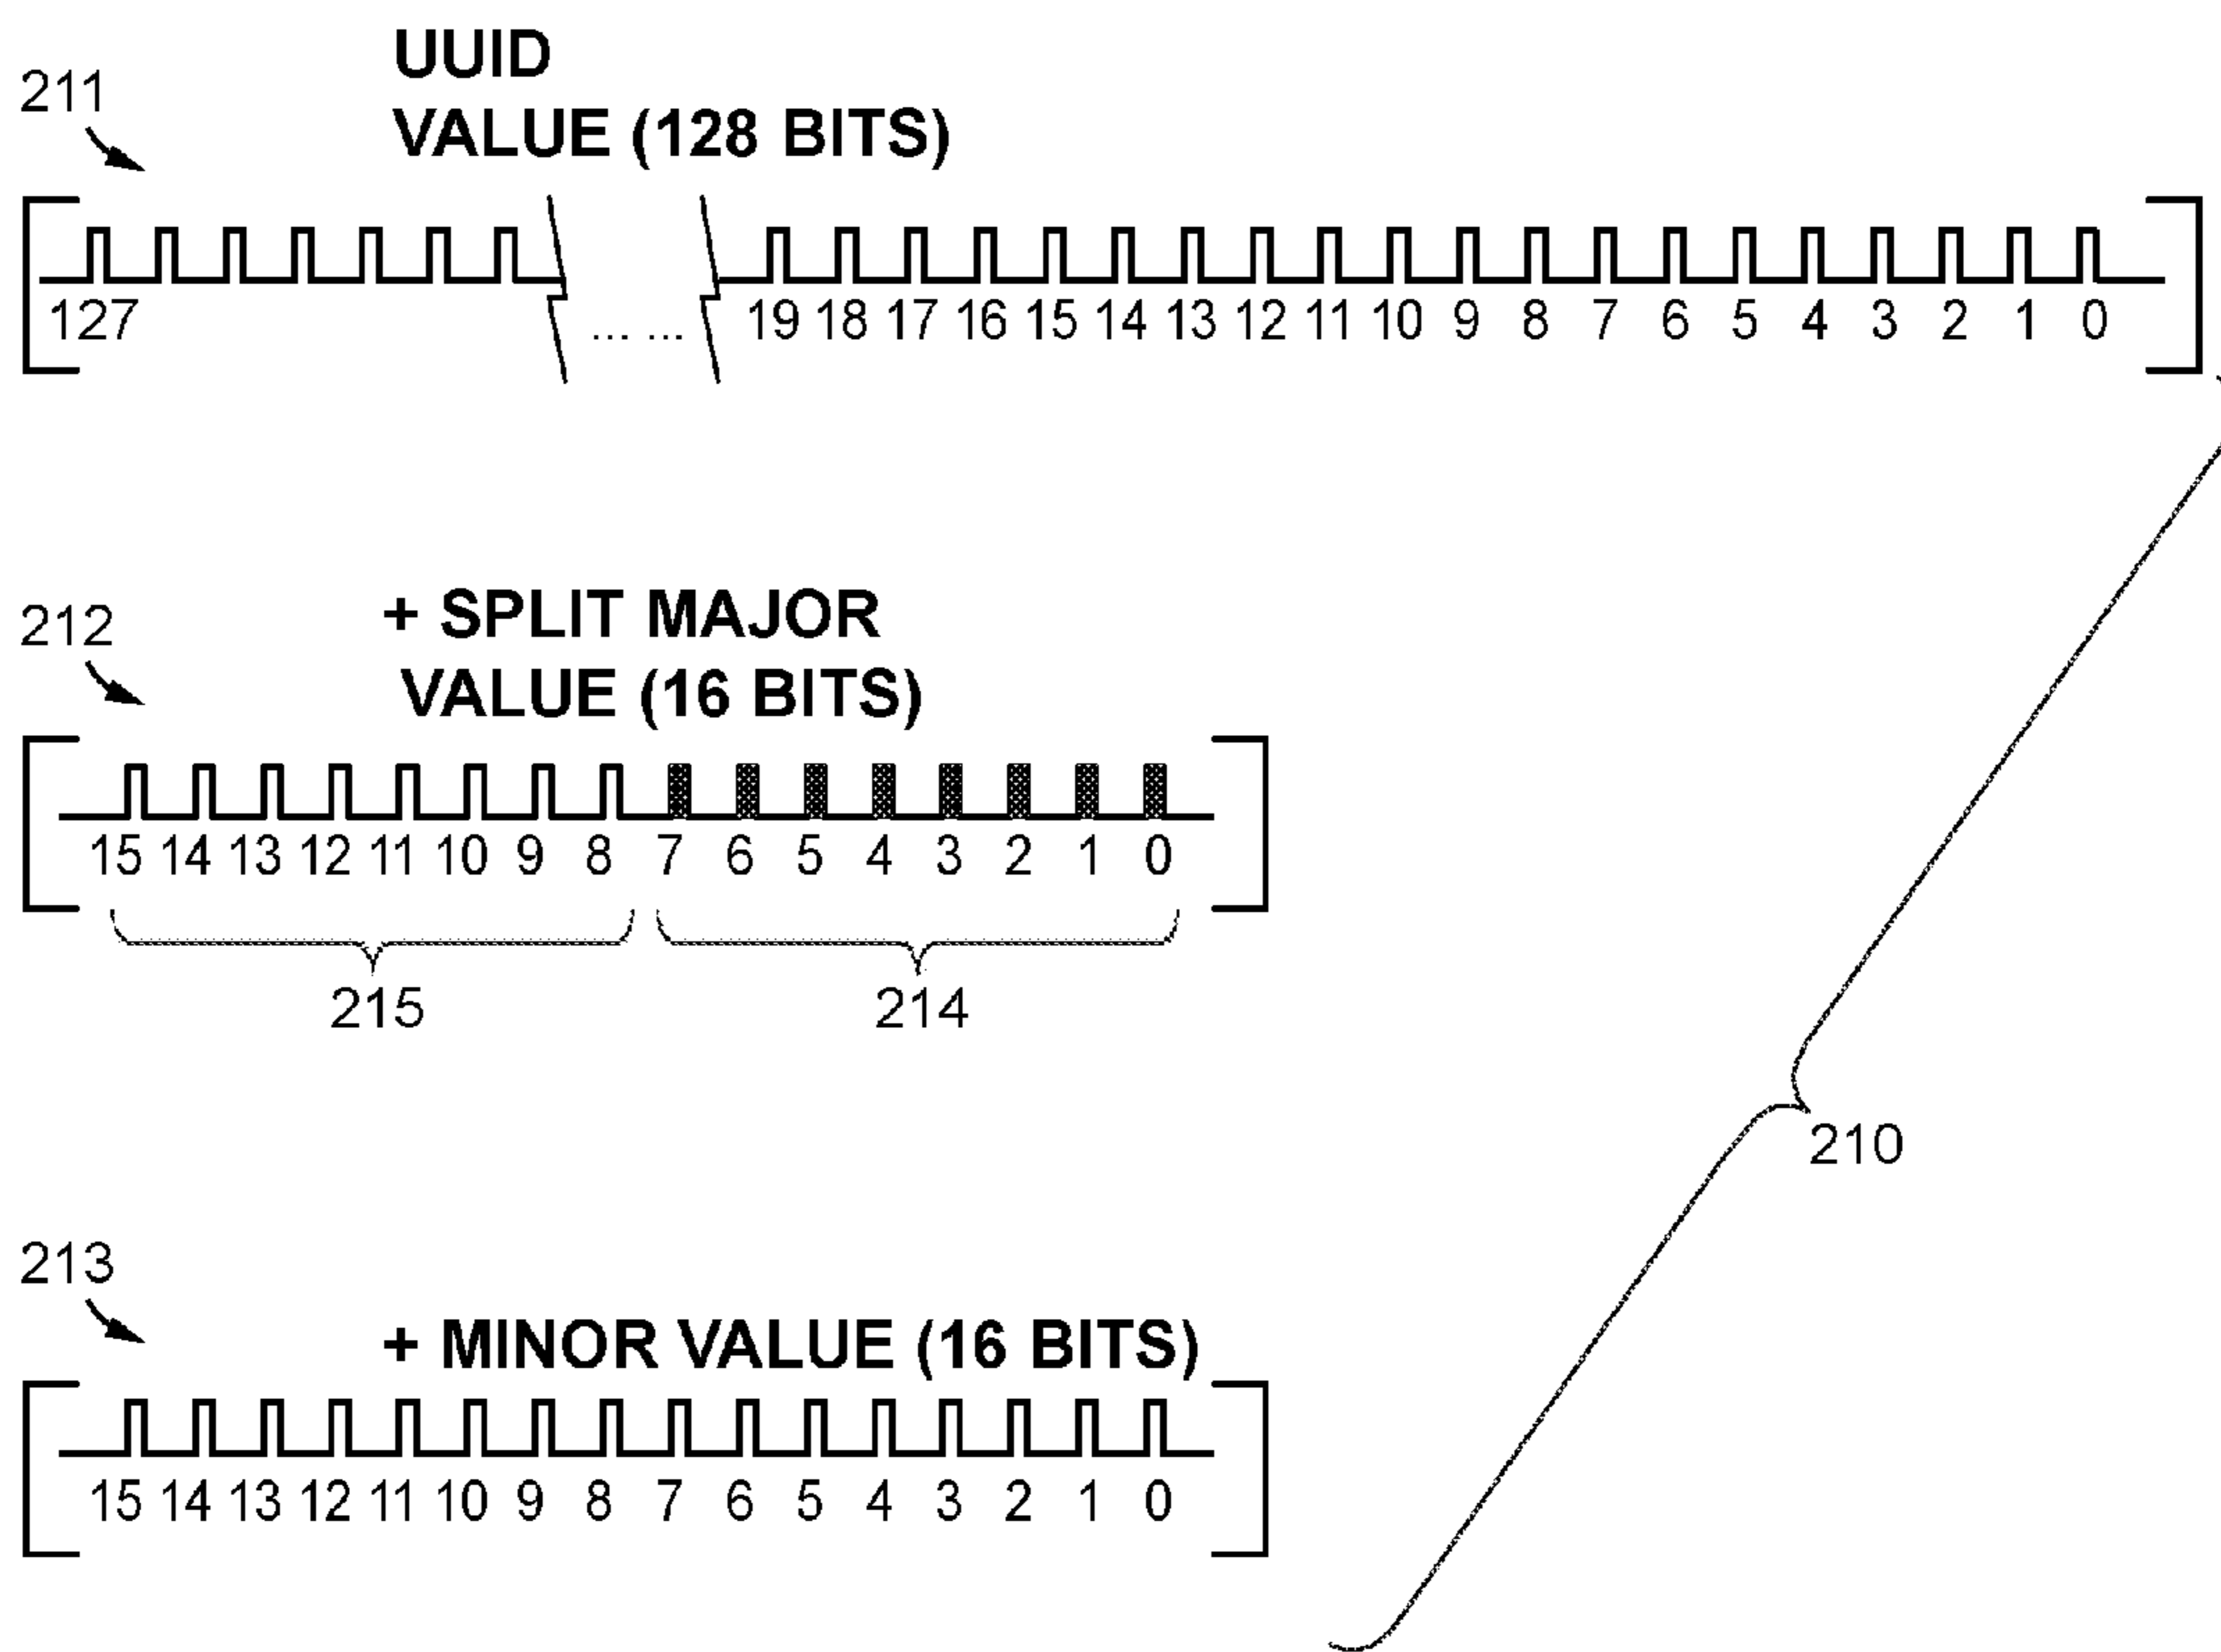 UUID
211
VALUE (128 BITS)
127 ... ... 19 18 17 16 15 14 13 12 11 10 9 8 7 6 5 4 3 2 1 0
+ SPLIT MAJOR
212
VALUE (16 BITS)
15 14 13 12 11 10 9 8 7 6 5 4 3 2 1 0
215 214
210
213
+ MINOR VALUE (16 BITS)
15 14 13 12 11 10 9 8 7 6 5 4 3 2 1 0